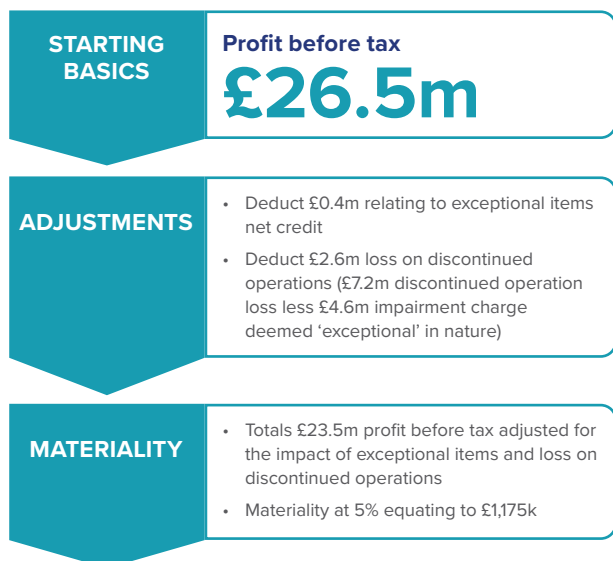 STARTING
BASICS
Profit before tax
£26.5m
ADJUSTMENTS
• Deduct £0.4m relating to exceptional items
net credit
• Deduct £2.6m loss on discontinued
operations (£7.2m discontinued operation
loss less £4.6m impairment charge
deemed ‘exceptional’ in nature)
MATERIALITY
• Totals £23.5m profit before tax adjusted for
the impact of exceptional items and loss on
discontinued operations
• Materiality at 5% equating to £1,175k